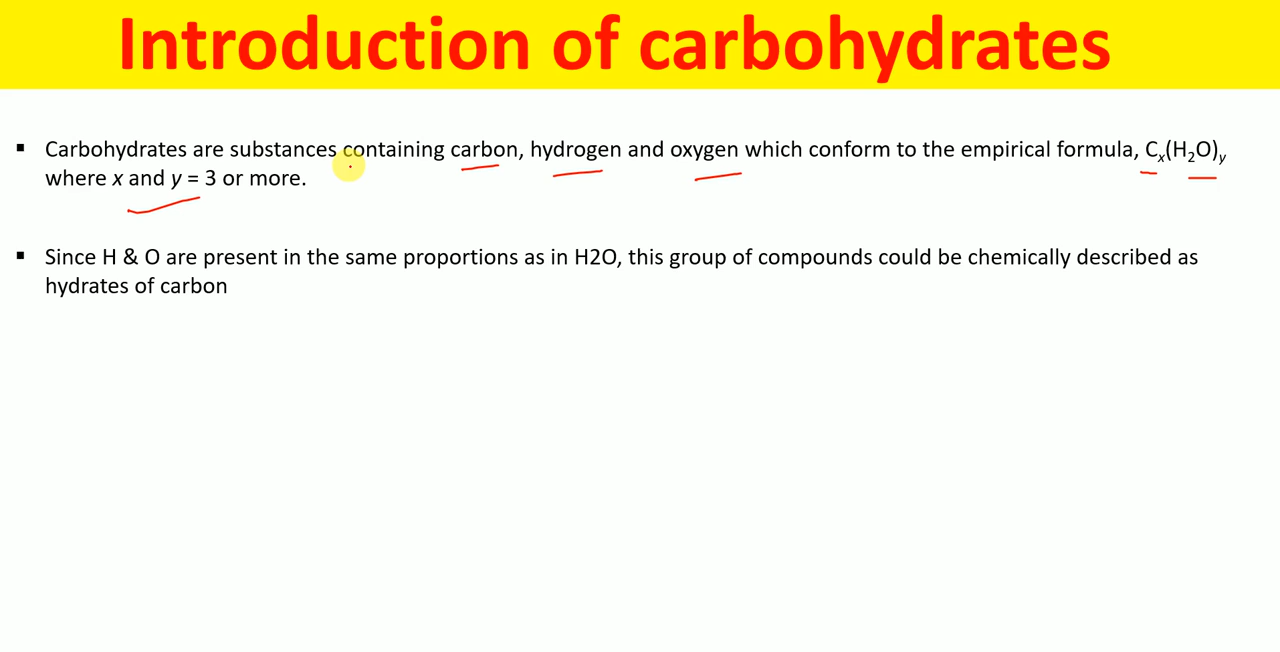 Introduction of carbohydrates
▪ Carbohydrates are substances containing carbon, hydrogen and oxygen which conform to the empirical formula, Cₓ(H₂O)ᵧ
where x and y = 3 or more.
▪ Since H & O are present in the same proportions as in H2O, this group of compounds could be chemically described as
hydrates of carbon